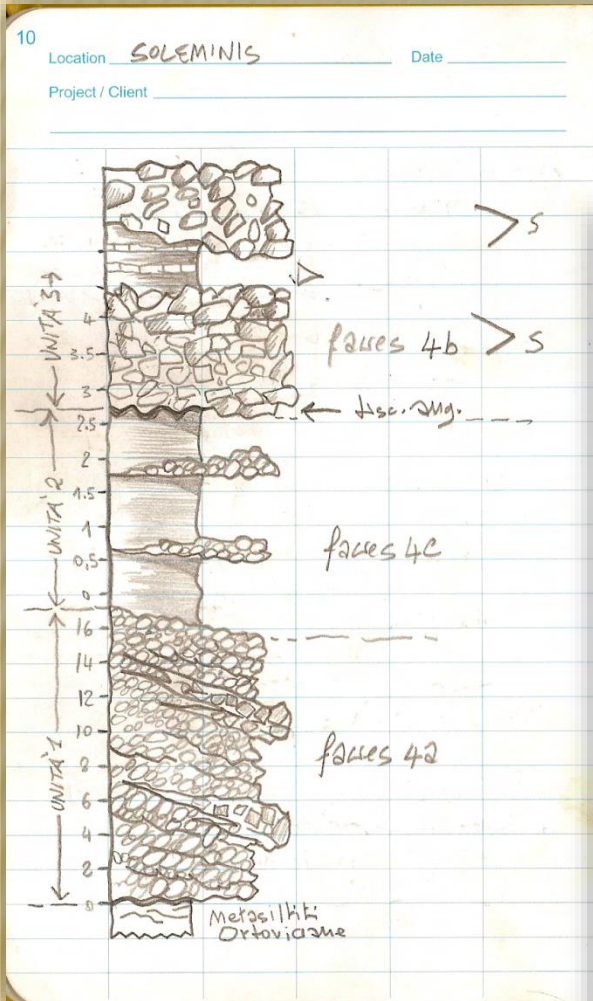 10
Location SOLEMINIS Date
Project / Client
> S
UNITÀ 3
4
facies 4b > S
3.5
3
← disc. ang.
2.5
UNITÀ 2
2
1.5
1
facies 4c
0,5
0
16
14
12
UNITÀ 1
10
facies 4a
8
6
4
2
0
Metasiltiti
Ortoviciane